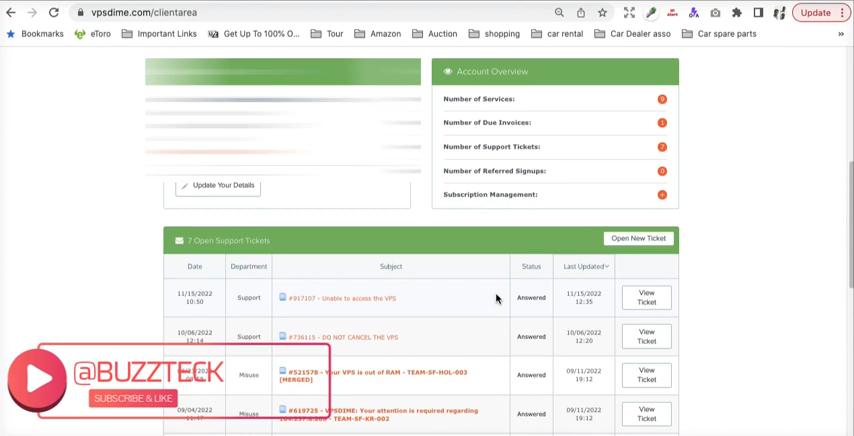 vpsdime.com/clientarea
Update
Bookmarks
eToro
Important Links
Get Up To 100% O...
Tour
Amazon
Auction
shopping
car rental
Car Dealer asso
Car spare parts
»
Account Overview
Number of Services: 9
Number of Due Invoices: 1
Number of Support Tickets: 7
Number of Referred Signups: 0
Subscription Management: +
Update Your Details
7 Open Support Tickets
Open New Ticket
Date Department Subject Status Last Updated
11/15/2022 10:50 Support #917107 - Unable to access the VPS Answered 11/15/2022 12:35 View Ticket
10/06/2022 12:14 Support #736115 - DO NOT CANCEL THE VPS Answered 10/06/2022 12:20 View Ticket
Misuse #521578 - Your VPS is out of RAM - TEAM-SF-HOL-003 [MERGED] Answered 09/11/2022 19:12 View Ticket
09/04/2022 Misuse #619725 - VPSDIME: Your attention is required regarding TEAM-SF-KR-002 Answered 09/11/2022 19:12 View Ticket
@BUZZTECK
SUBSCRIBE & LIKE